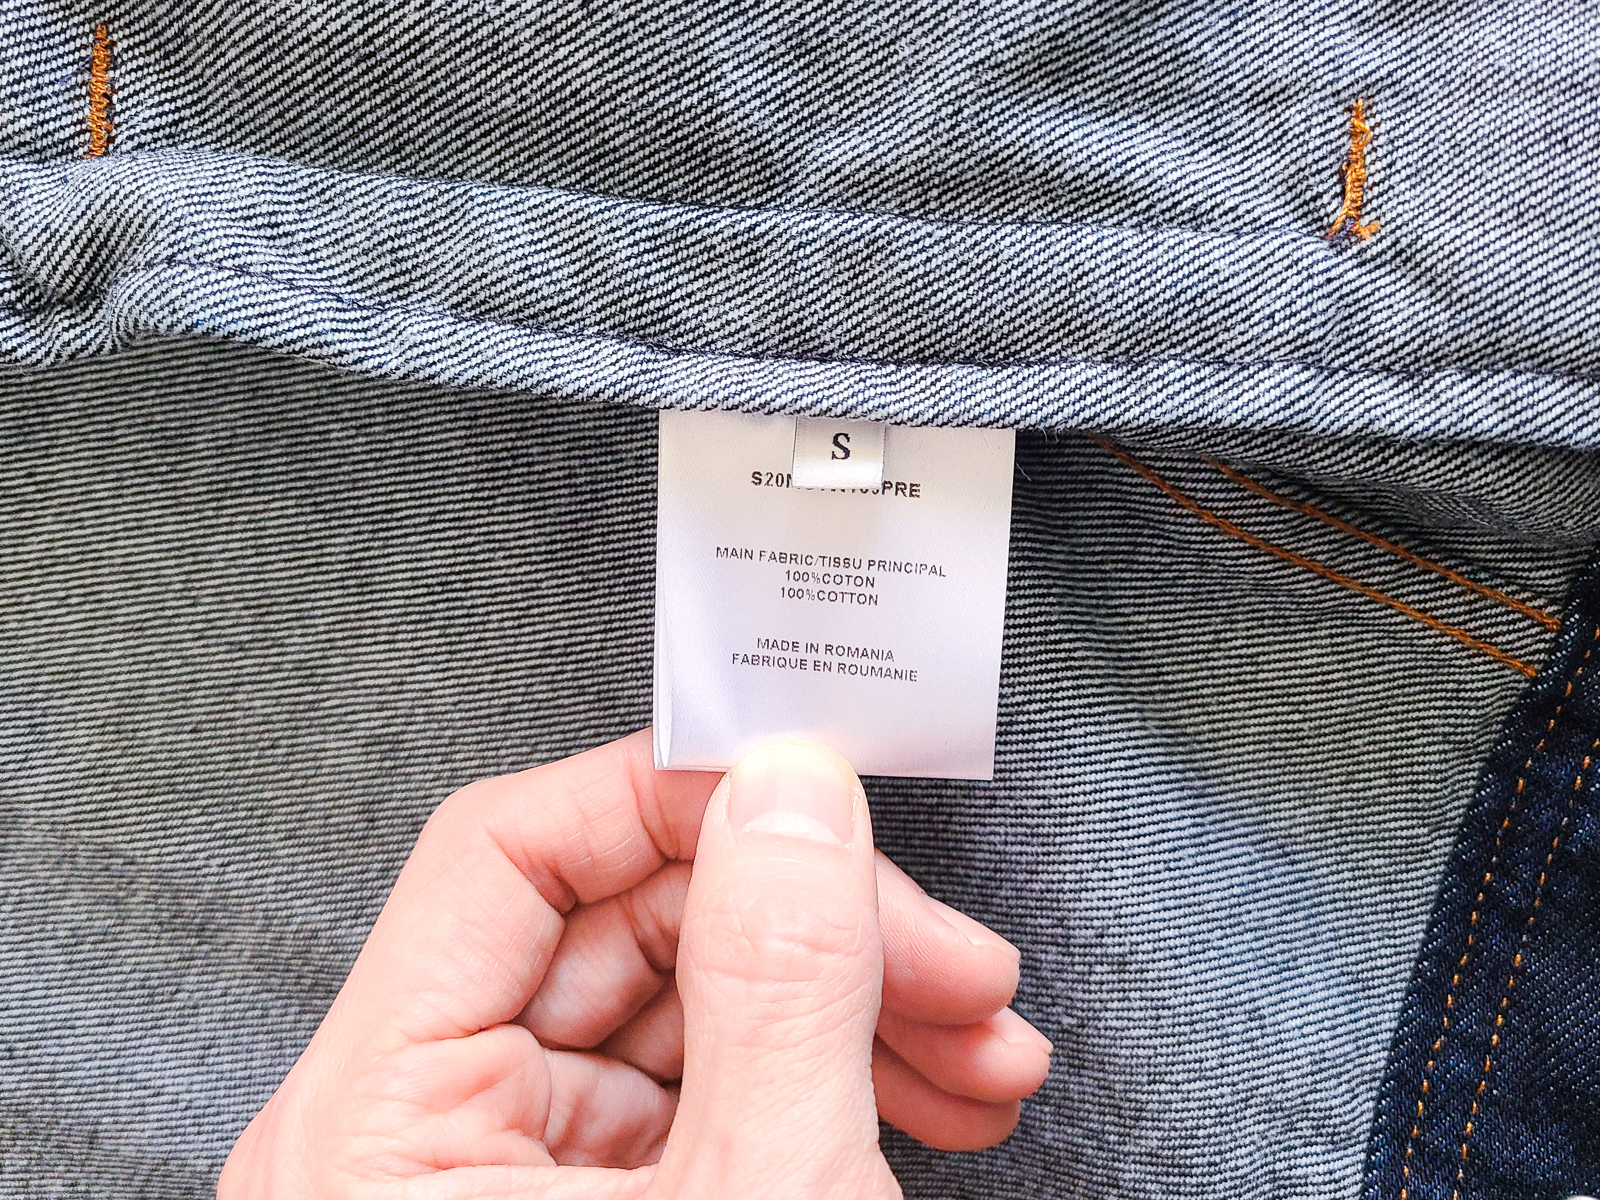 S
MAIN FABRIC/TISSU PRINCIPAL
100%COTON
100%COTTON
MADE IN ROMANIA
FABRIQUE EN ROUMANIE